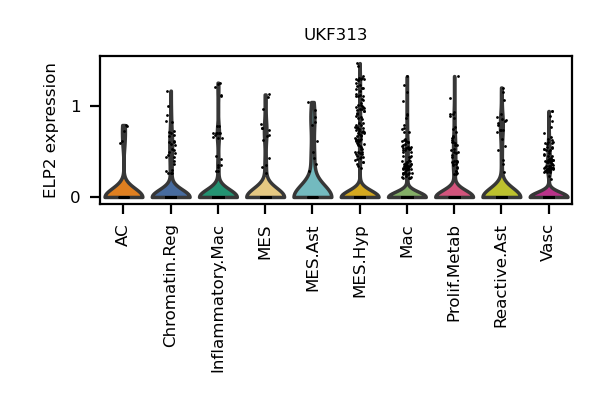 UKF313
ELP2 expression
1
0
AC
Chromatin.Reg
Inflammatory.Mac
MES
MES.Ast
MES.Hyp
Mac
Prolif.Metab
Reactive.Ast
Vasc